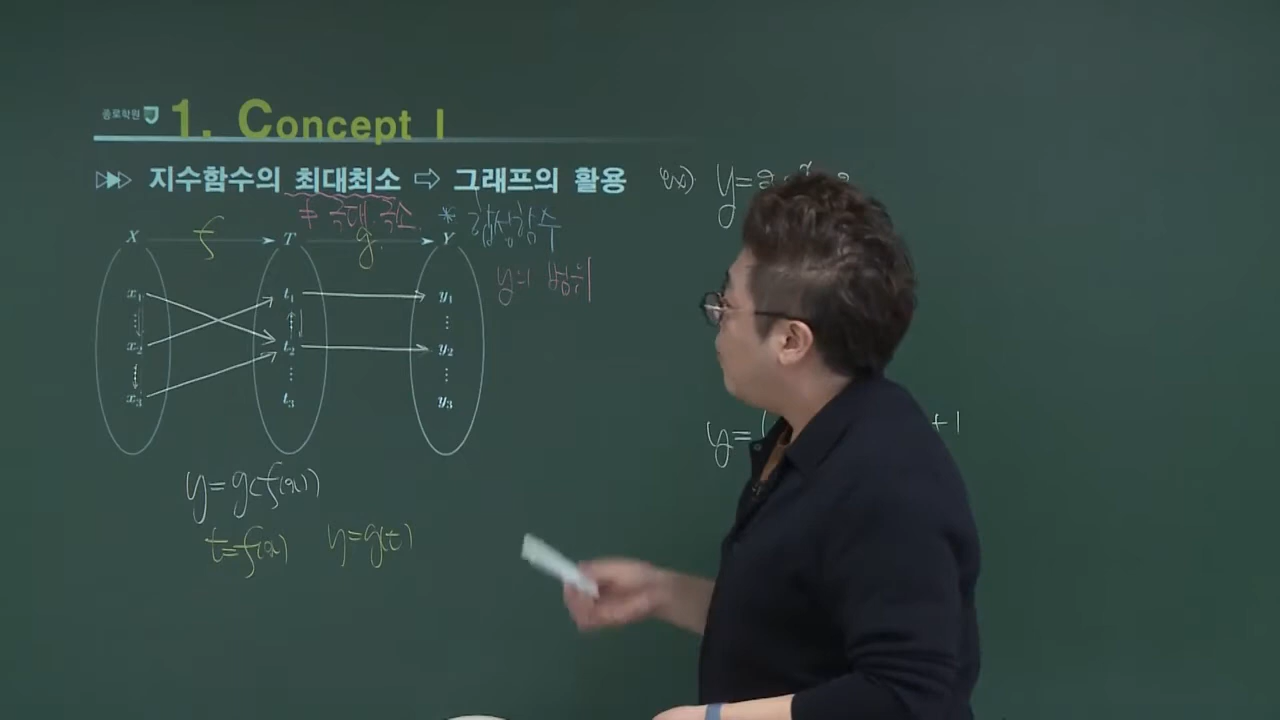 종로학원
1. Concept I
지수함수의 최대최소 ⇨ 그래프의 활용
≠ 극대 극소
* 합성함수
y의 범위
X f T g Y
x₁ t₁ y₁
⋮ ⋮ ⋮
x₂ t₂ y₂
⋮ ⋮ ⋮
x₃ t₃ y₃
y=g(f(x))
t=f(x) y=g(t)
ex) y=
y= +1